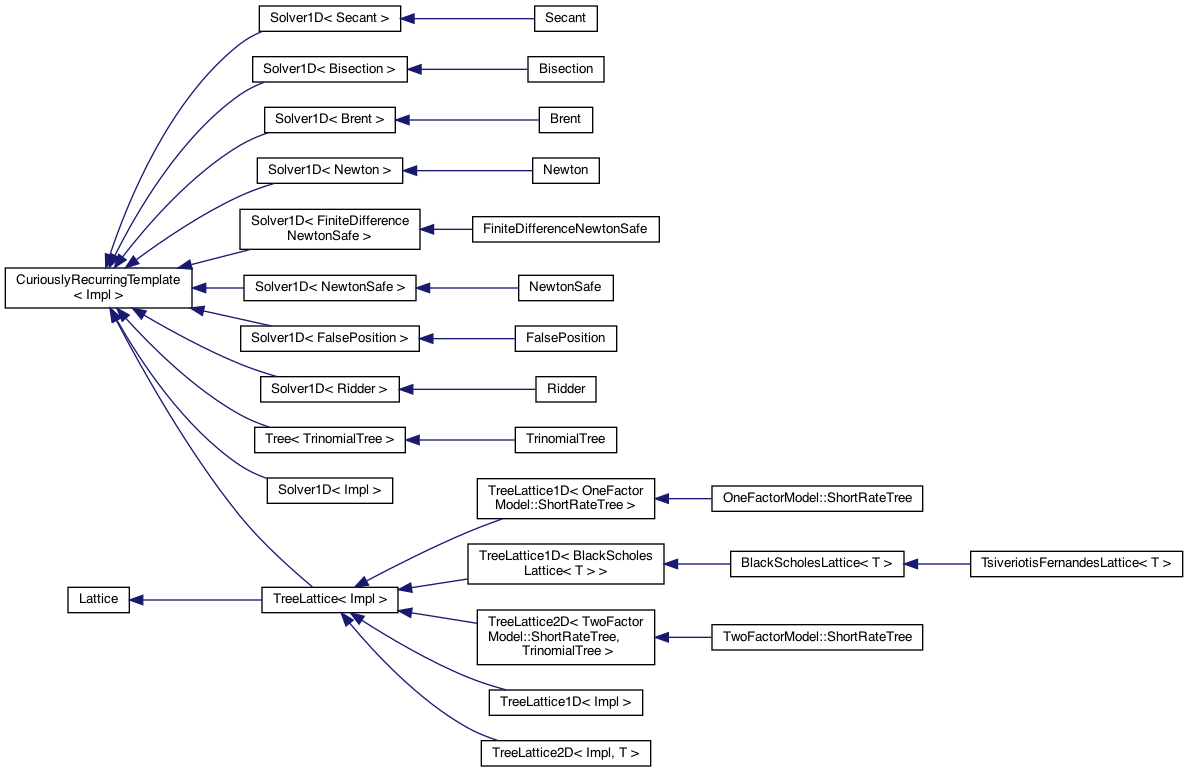 Solver1D< Secant >
Secant
Solver1D< Bisection >
Bisection
Solver1D< Brent >
Brent
Solver1D< Newton >
Newton
Solver1D< FiniteDifference
NewtonSafe >
FiniteDifferenceNewtonSafe
CuriouslyRecurringTemplate
< Impl >
Solver1D< NewtonSafe >
NewtonSafe
Solver1D< FalsePosition >
FalsePosition
Solver1D< Ridder >
Ridder
Tree< TrinomialTree >
TrinomialTree
Solver1D< Impl >
TreeLattice1D< OneFactor
Model::ShortRateTree >
OneFactorModel::ShortRateTree
TreeLattice1D< BlackScholes
Lattice< T > >
BlackScholesLattice< T >
TsiveriotisFernandesLattice< T >
Lattice
TreeLattice< Impl >
TreeLattice2D< TwoFactor
Model::ShortRateTree,
TrinomialTree >
TwoFactorModel::ShortRateTree
TreeLattice1D< Impl >
TreeLattice2D< Impl, T >